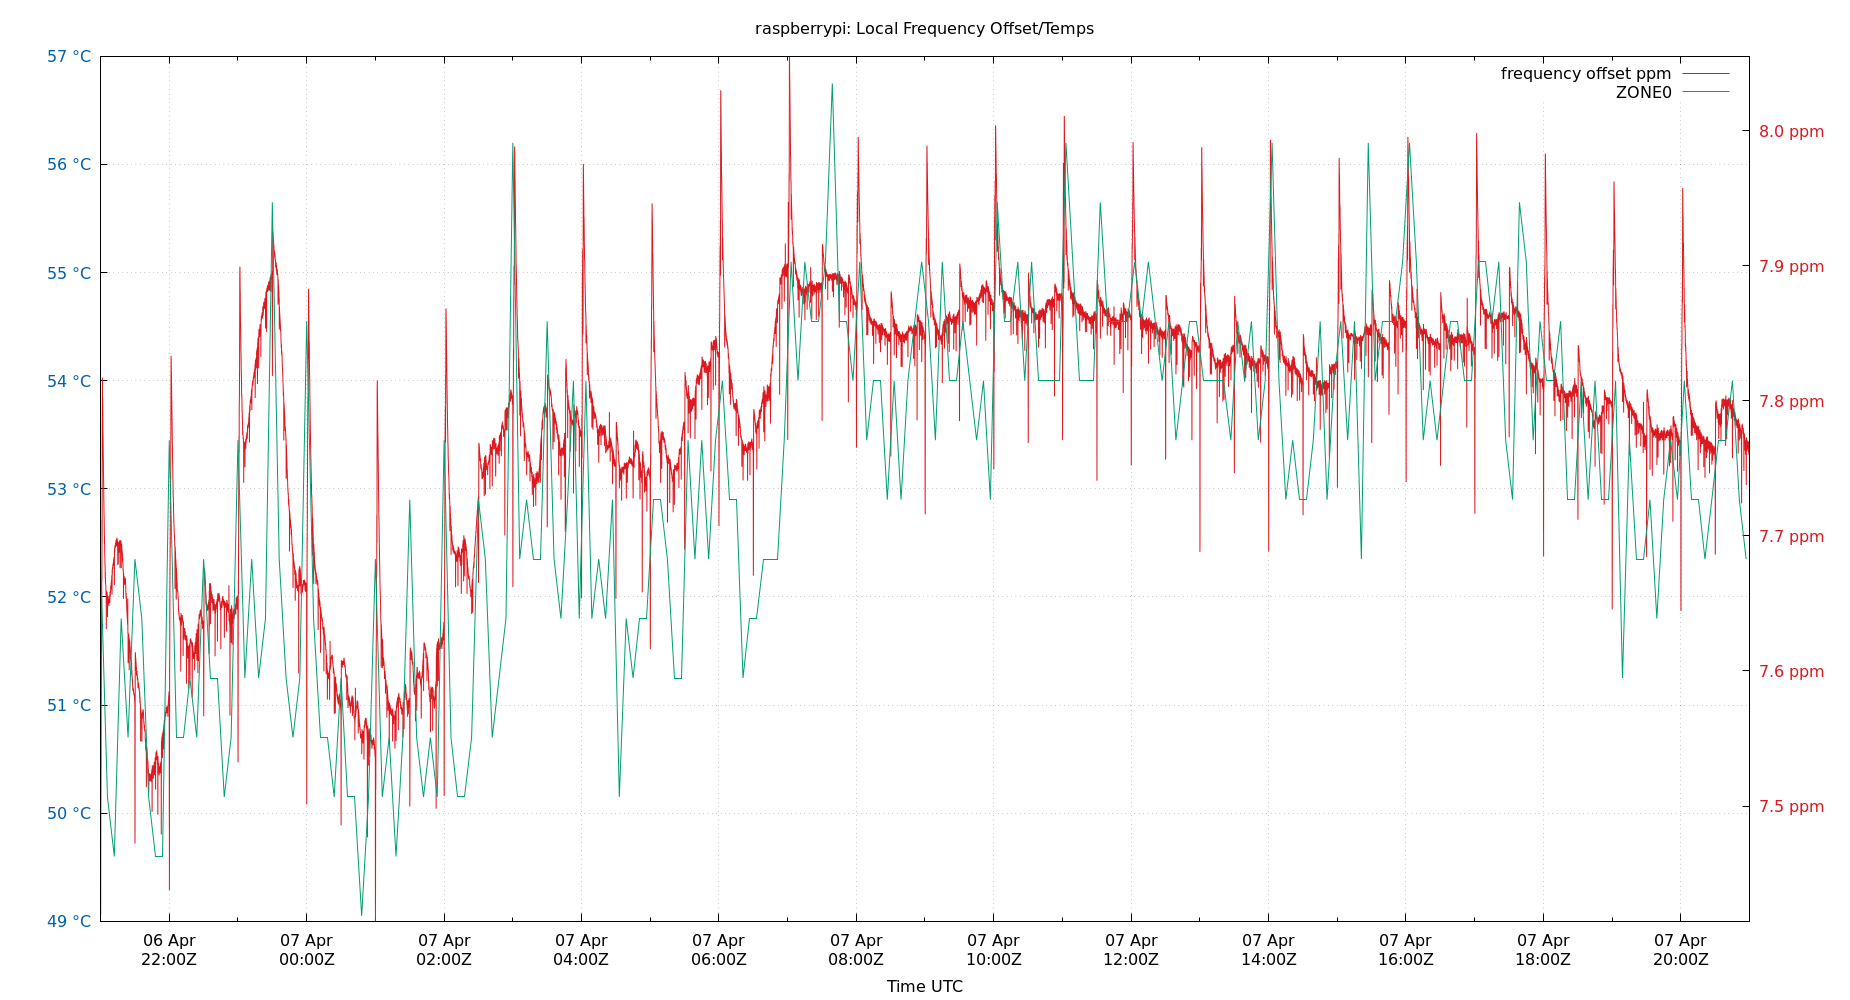 raspberrypi: Local Frequency Offset/Temps
frequency offset ppm
ZONE0
57 °C
56 °C
55 °C
54 °C
53 °C
52 °C
51 °C
50 °C
49 °C
8.0 ppm
7.9 ppm
7.8 ppm
7.7 ppm
7.6 ppm
7.5 ppm
06 Apr
22:00Z
07 Apr
00:00Z
07 Apr
02:00Z
07 Apr
04:00Z
07 Apr
06:00Z
07 Apr
08:00Z
07 Apr
10:00Z
07 Apr
12:00Z
07 Apr
14:00Z
07 Apr
16:00Z
07 Apr
18:00Z
07 Apr
20:00Z
Time UTC